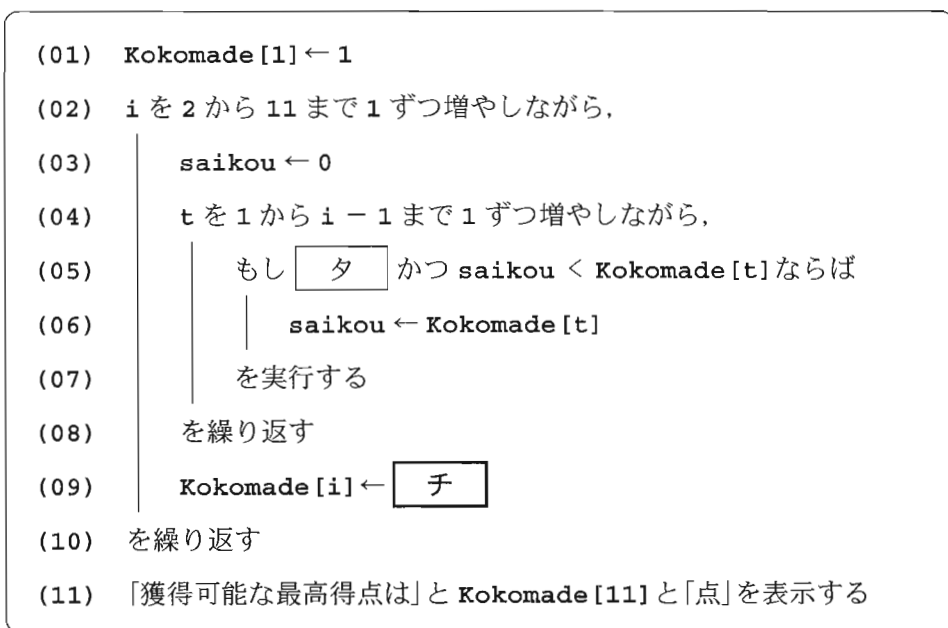 (01) Kokomade[1]←1
(02) i を 2 から 11 まで 1 ずつ増やしながら,
(03) saikou←0
(04) t を 1 から i - 1 まで 1 ずつ増やしながら,
(05) もし タ かつ saikou < Kokomade[t]ならば
(06) saikou←Kokomade[t]
(07) を実行する
(08) を繰り返す
(09) Kokomade[i]← チ
(10) を繰り返す
(11) 「獲得可能な最高得点は」と Kokomade[11]と「点」を表示する